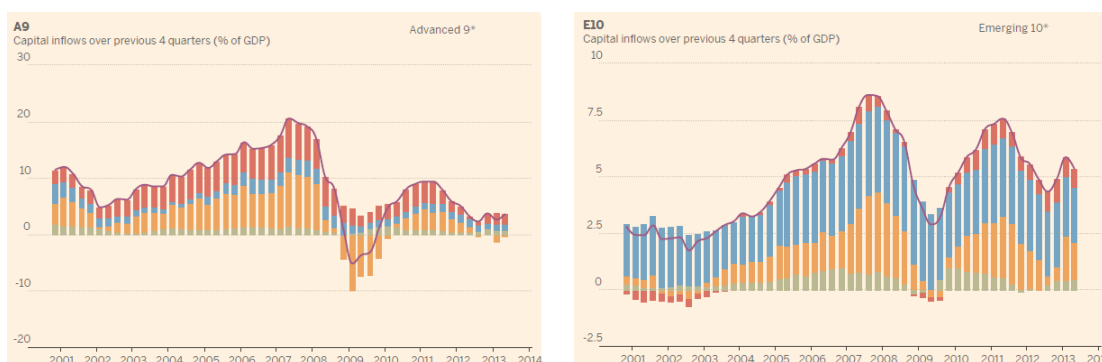 A9
Advanced 9*
Capital inflows over previous 4 quarters (% of GDP)
30
20
10
0
-10
-20
2001 2002 2003 2004 2005 2006 2007 2008 2009 2010 2011 2012 2013 2014
E10
Emerging 10*
Capital inflows over previous 4 quarters (% of GDP)
10
7.5
5
2.5
0
-2.5
2001 2002 2003 2004 2005 2006 2007 2008 2009 2010 2011 2012 2013